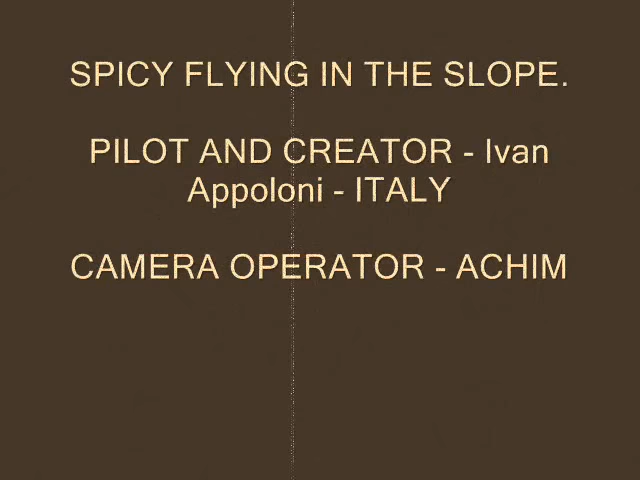 SPICY FLYING IN THE SLOPE.
PILOT AND CREATOR - Ivan
Appoloni - ITALY
CAMERA OPERATOR - ACHIM